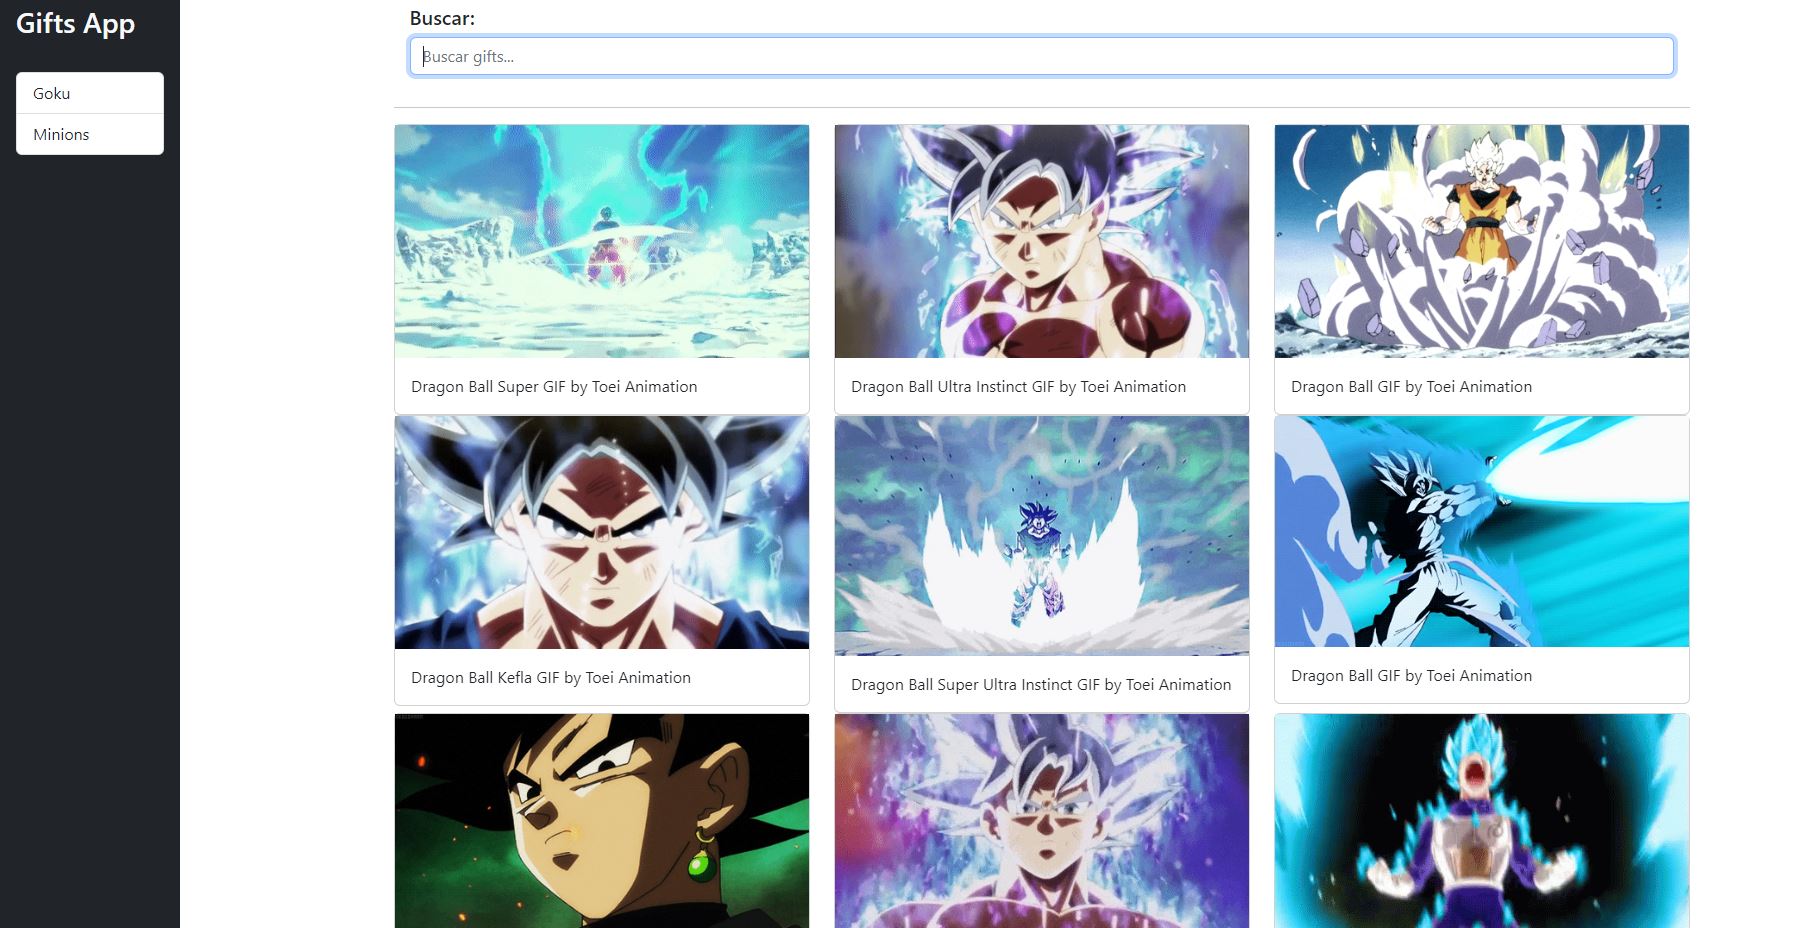 Gifts App
Goku
Minions
Buscar:
Buscar gifts...
Dragon Ball Super GIF by Toei Animation
Dragon Ball Ultra Instinct GIF by Toei Animation
Dragon Ball GIF by Toei Animation
Dragon Ball Kefla GIF by Toei Animation
Dragon Ball Super Ultra Instinct GIF by Toei Animation
Dragon Ball GIF by Toei Animation